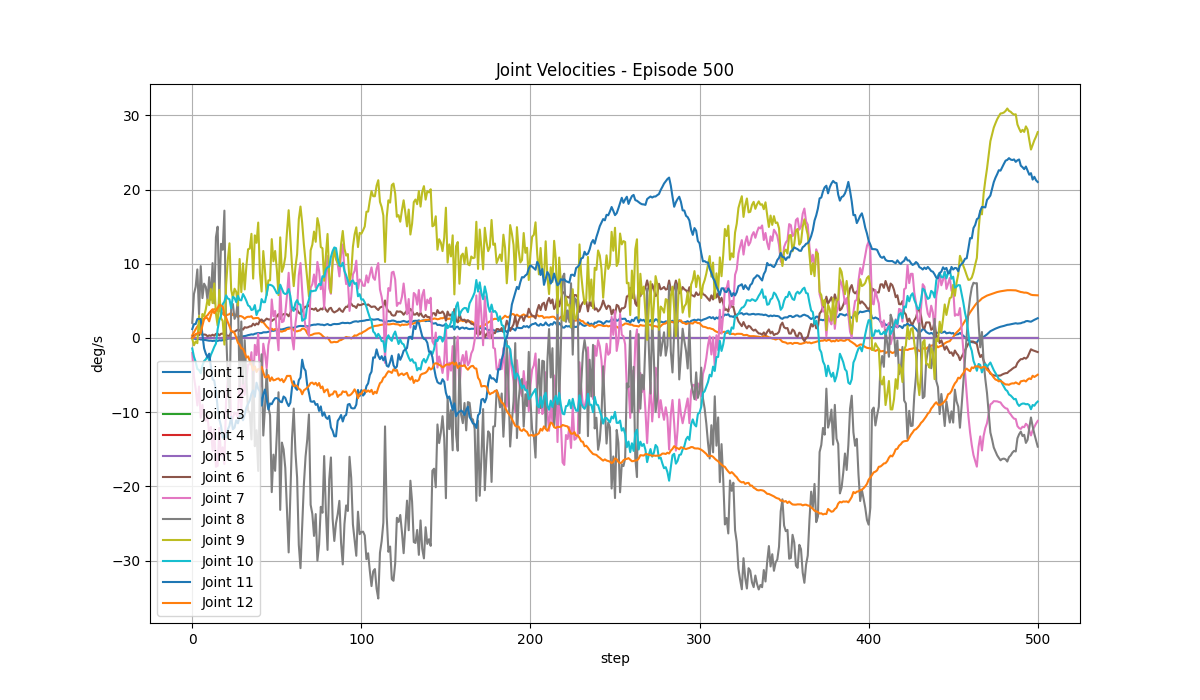 Joint Velocities - Episode 500
30
20
10
0
−10
−20
−30
deg/s
Joint 1
Joint 2
Joint 3
Joint 4
Joint 5
Joint 6
Joint 7
Joint 8
Joint 9
Joint 10
Joint 11
Joint 12
0 100 200 300 400 500
step